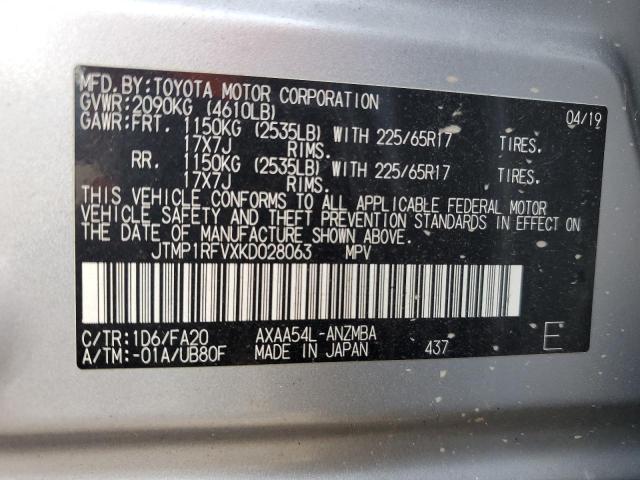 MFD.BY:TOYOTA MOTOR CORPORATION
GVWR:2090KG (4610LB) 04/19
GAWR:FRT. 1150KG (2535LB) WITH 225/65R17 TIRES.
17X7J RIMS.
RR. 1150KG (2535LB) WITH 225/65R17 TIRES.
17X7J RIMS.
THIS VEHICLE CONFORMS TO ALL APPLICABLE FEDERAL MOTOR
VEHICLE SAFETY AND THEFT PREVENTION STANDARDS IN EFFECT ON
THE DATE OF MANUFACTURE SHOWN ABOVE.
JTMP1RFVXKD028063 MPV
C/TR:1D6/FA20 AXAA54L-ANZMBA
A/TM:-01A/UB80F MADE IN JAPAN 437 E